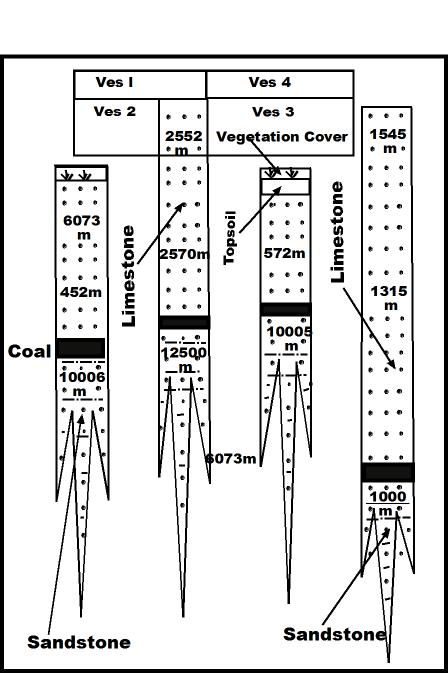 Ves I
Ves 4
Ves 2
Ves 3
2552
m
Vegetation Cover
1545
m
6073
m
Limestone
2570m
Topsoil
572m
Limestone
452m
1315
m
Coal
12500
m
10005
10006
m
6073m
1000
m
Sandstone
Sandstone